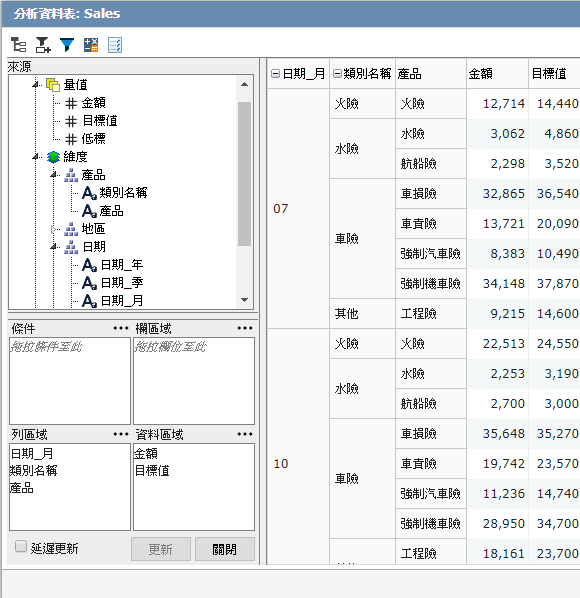 分析資料表: Sales
來源
量值
金額
目標值
低標
維度
產品
類別名稱
產品
地區
日期
日期_年
日期_季
日期_月
條件 ••• 欄區域 •••
拖拉條件至此 拖拉欄位至此
列區域 ••• 資料區域 •••
日期_月 金額
類別名稱 目標值
產品
延遲更新 更新 關閉
日期_月 類別名稱 產品 金額 目標值
07 火險 火險 12,714 14,440
水險 水險 3,062 4,860
航船險 2,298 3,520
車險 車損險 32,865 36,540
車責險 13,721 20,090
強制汽車險 8,383 10,490
強制機車險 34,148 37,870
其他 工程險 9,215 14,600
10 火險 火險 22,513 24,550
水險 水險 2,253 3,190
航船險 2,700 3,000
車險 車損險 35,648 35,270
車責險 19,742 23,570
強制汽車險 11,236 14,740
強制機車險 28,950 34,700
工程險 18,161 23,700